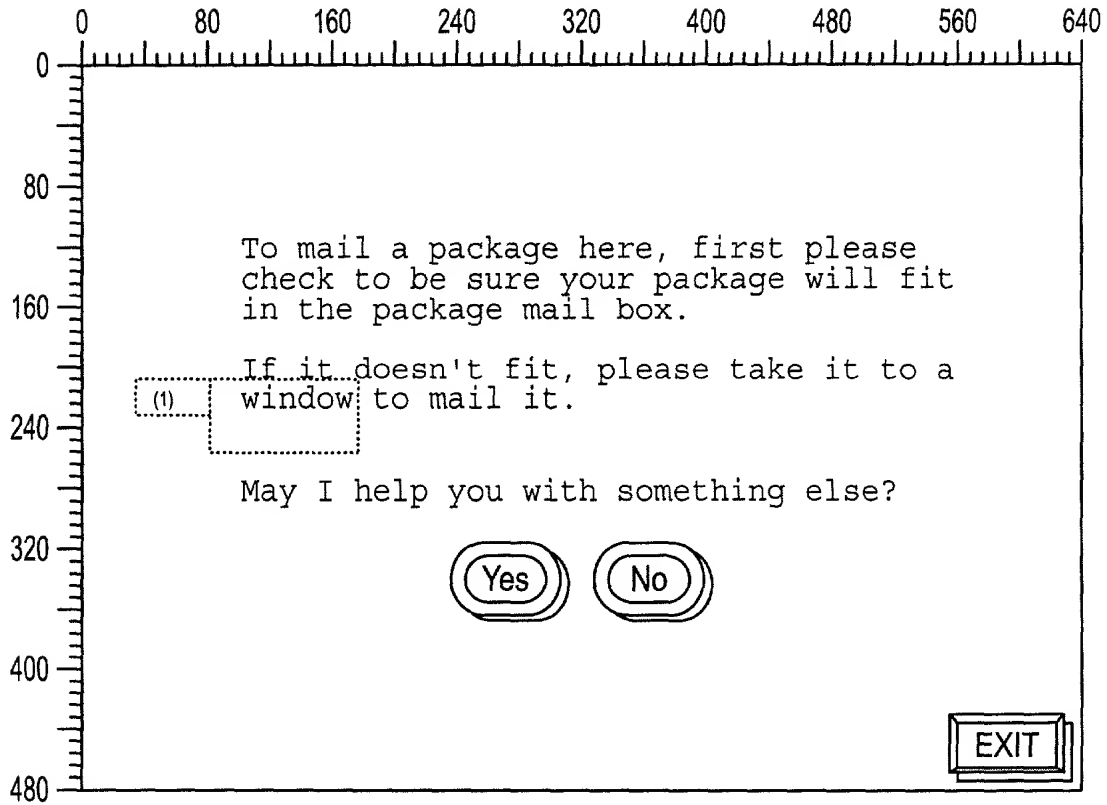 0 80 160 240 320 400 480 560 640
0
80
To mail a package here, first please
check to be sure your package will fit
160
in the package mail box.
If it doesn't fit, please take it to a
(1) window to mail it.
240
May I help you with something else?
320
Yes No
400
EXIT
480